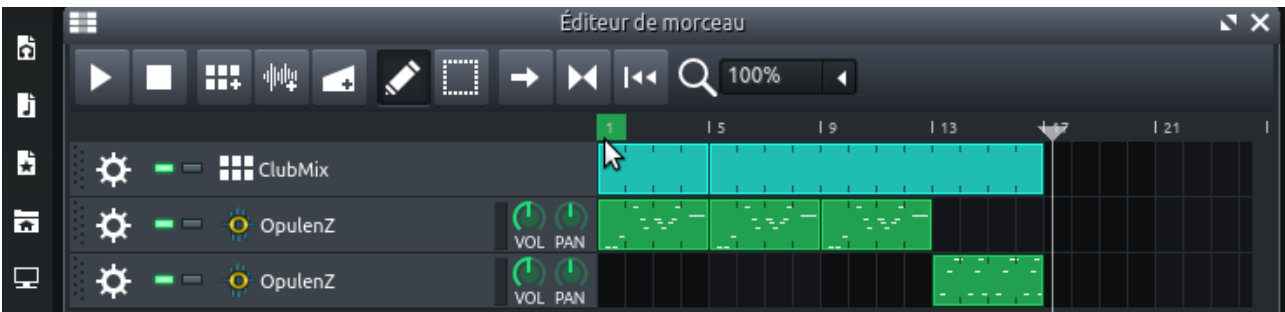 Éditeur de morceau
100%
1 5 9 13 17 21
ClubMix
OpulenZ VOL PAN
OpulenZ VOL PAN